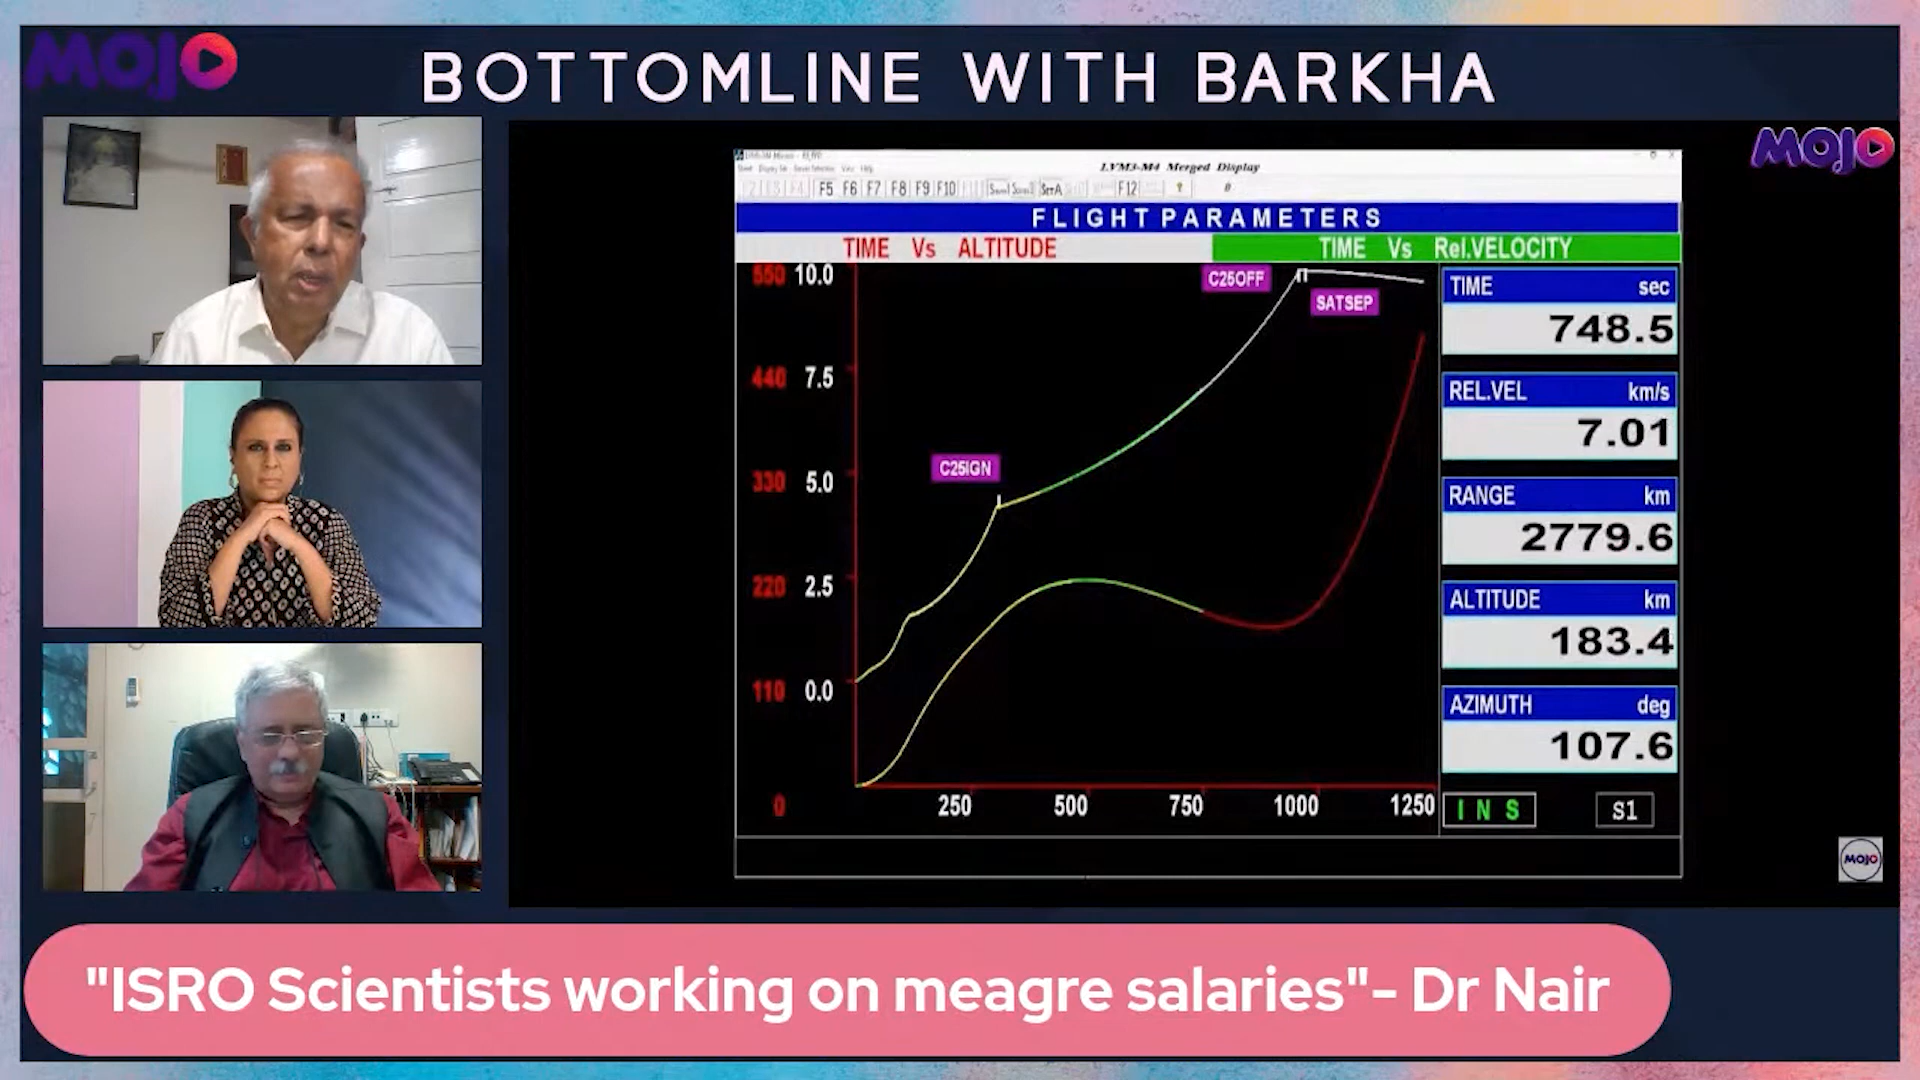 MOJO
BOTTOMLINE WITH BARKHA
MOJO
LVM3-M4 Merged Display
F5 F6 F7 F8 F9 F10 F12
FLIGHT PARAMETERS
TIME Vs ALTITUDE
TIME Vs Rel.VELOCITY
550 10.0
440 7.5
330 5.0
220 2.5
110 0.0
0
250 500 750 1000 1250
C25IGN
C25OFF
SATSEP
TIME sec
748.5
REL.VEL km/s
7.01
RANGE km
2779.6
ALTITUDE km
183.4
AZIMUTH deg
107.6
INS S1
MOJO
"ISRO Scientists working on meagre salaries"- Dr Nair